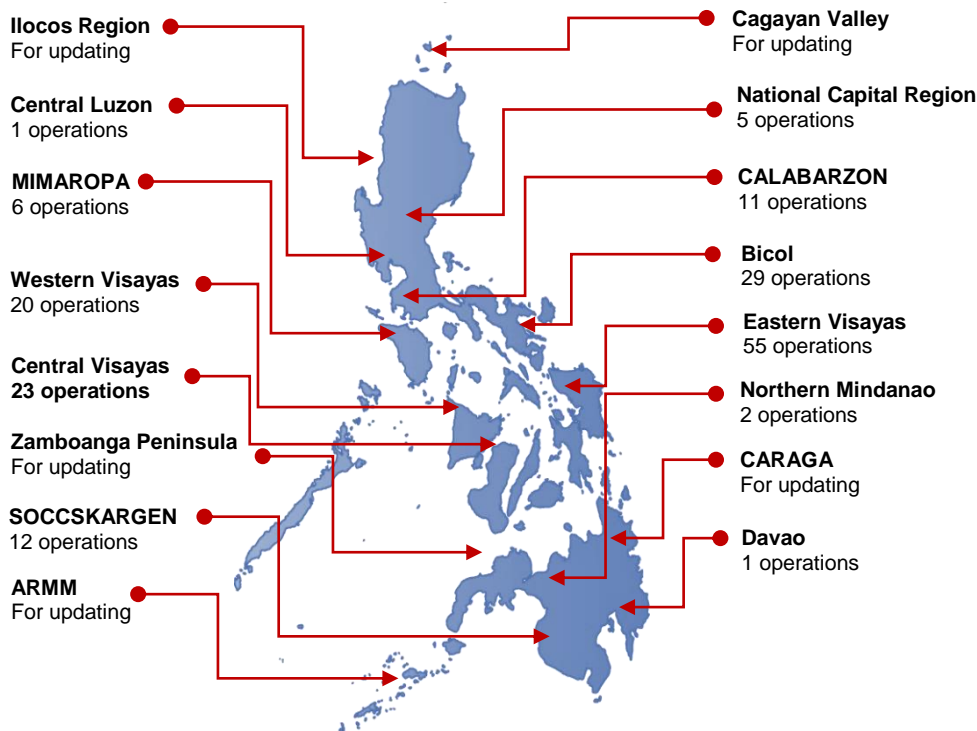 Ilocos Region
For updating
Central Luzon
1 operations
MIMAROPA
6 operations
Western Visayas
20 operations
Central Visayas
23 operations
Zamboanga Peninsula
For updating
SOCCSKARGEN
12 operations
ARMM
For updating
Cagayan Valley
For updating
National Capital Region
5 operations
CALABARZON
11 operations
Bicol
29 operations
Eastern Visayas
55 operations
Northern Mindanao
2 operations
CARAGA
For updating
Davao
1 operations